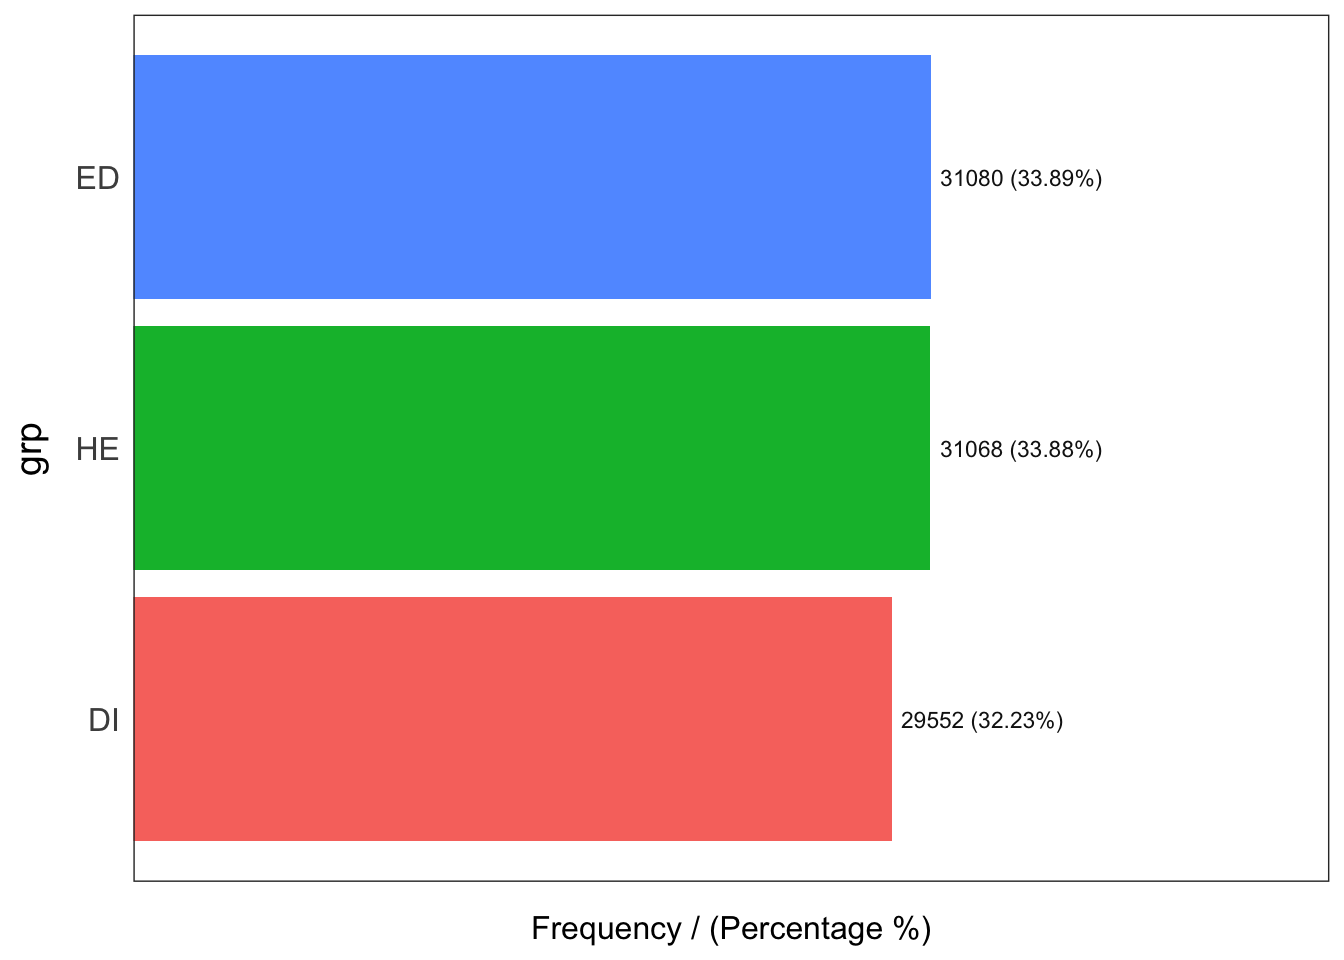 ED
31080 (33.89%)
HE
31068 (33.88%)
grp
DI
29552 (32.23%)
Frequency / (Percentage %)